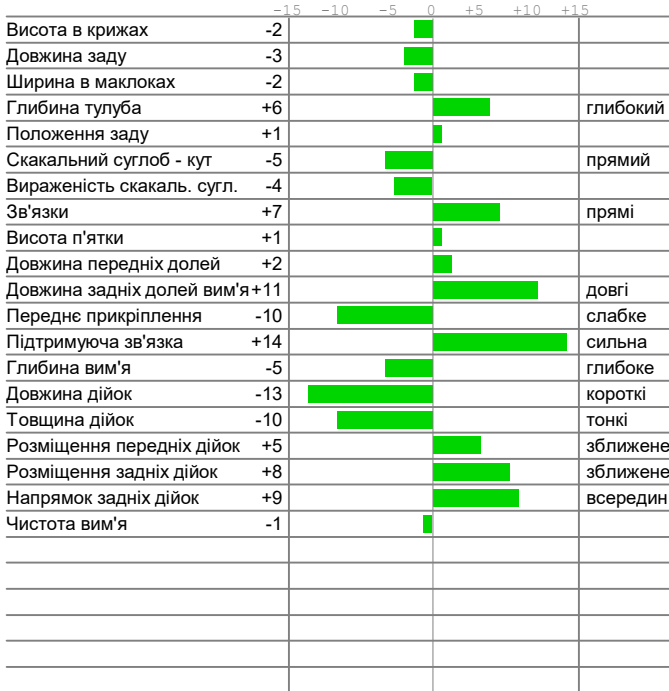 -15 -10 -5 0 +5 +10 +15
Висота в крижах -2
Довжина заду -3
Ширина в маклоках -2
Глибина тулуба +6 глибокий
Положення заду +1
Скакальний суглоб - кут -5 прямий
Вираженість скакаль. сугл. -4
Зв'язки +7 прямі
Висота п'ятки +1
Довжина передніх долей +2
Довжина задніх долей вим'я+11 довгі
Переднє прикріплення -10 слабке
Підтримуюча зв'язка +14 сильна
Глибина вим'я -5 глибоке
Довжина дійок -13 короткі
Товщина дійок -10 тонкі
Розміщення передніх дійок +5 зближене
Розміщення задніх дійок +8 зближене
Напрямок задніх дійок +9 всередин
Чистота вим'я -1